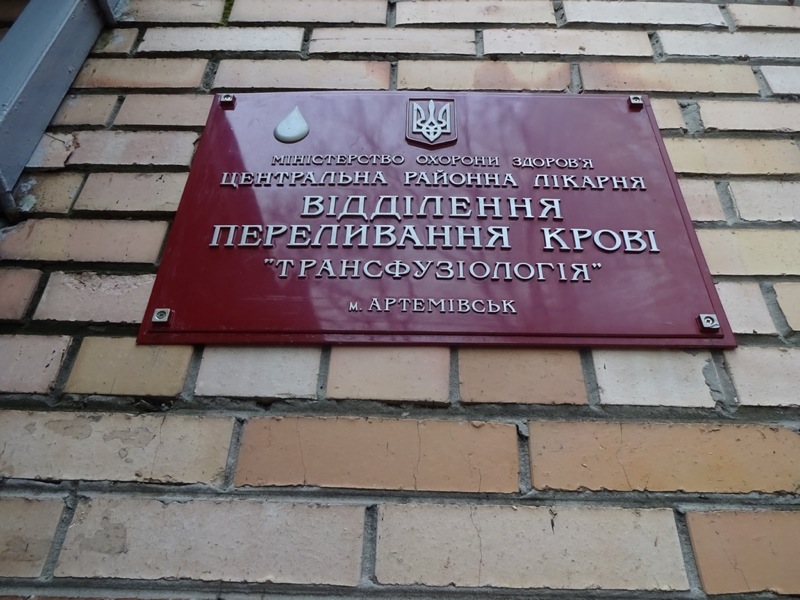 МІНІСТЕРСТВО ОХОРОНИ ЗДОРОВ'Я
ЦЕНТРАЛЬНА РАЙОННА ЛІКАРНЯ
ВІДДІЛЕННЯ
ПЕРЕЛИВАННЯ КРОВІ
"ТРАНСФУЗІОЛОГІЯ"
м. АРТЕМІВСЬК